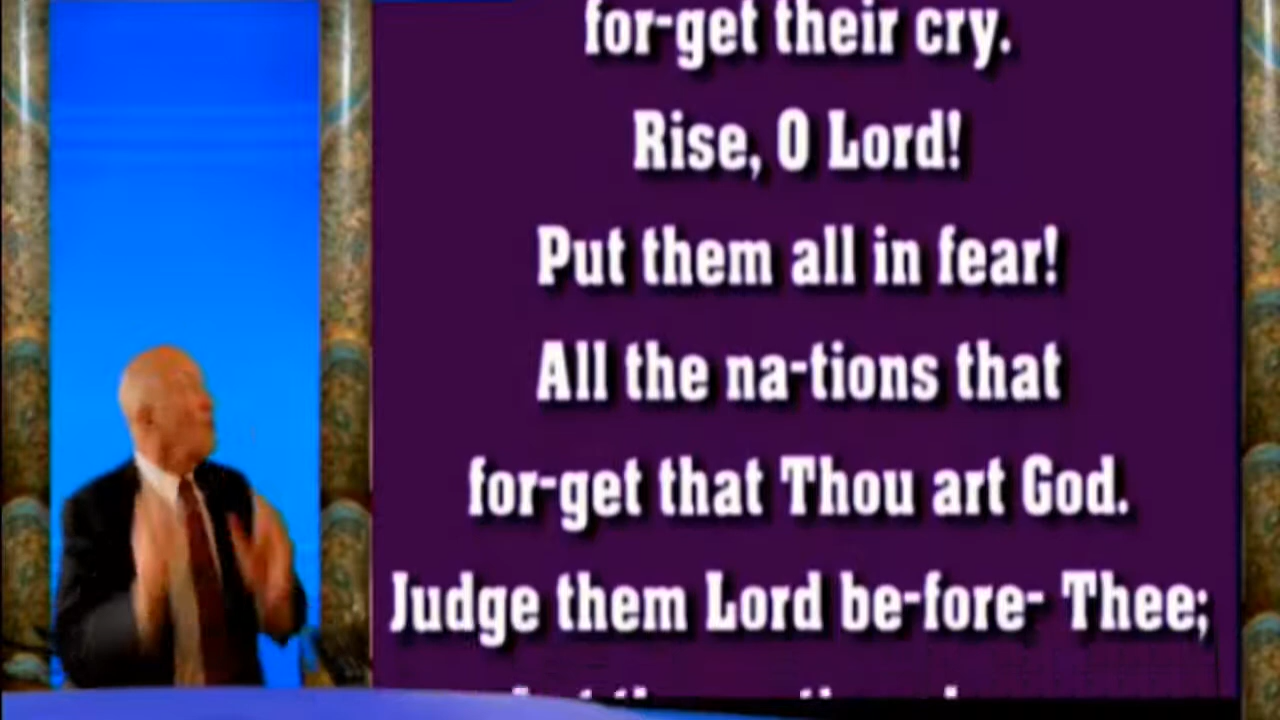 for-get their cry.
Rise, O Lord!
Put them all in fear!
All the na-tions that
for-get that Thou art God.
Judge them Lord be-fore- Thee;